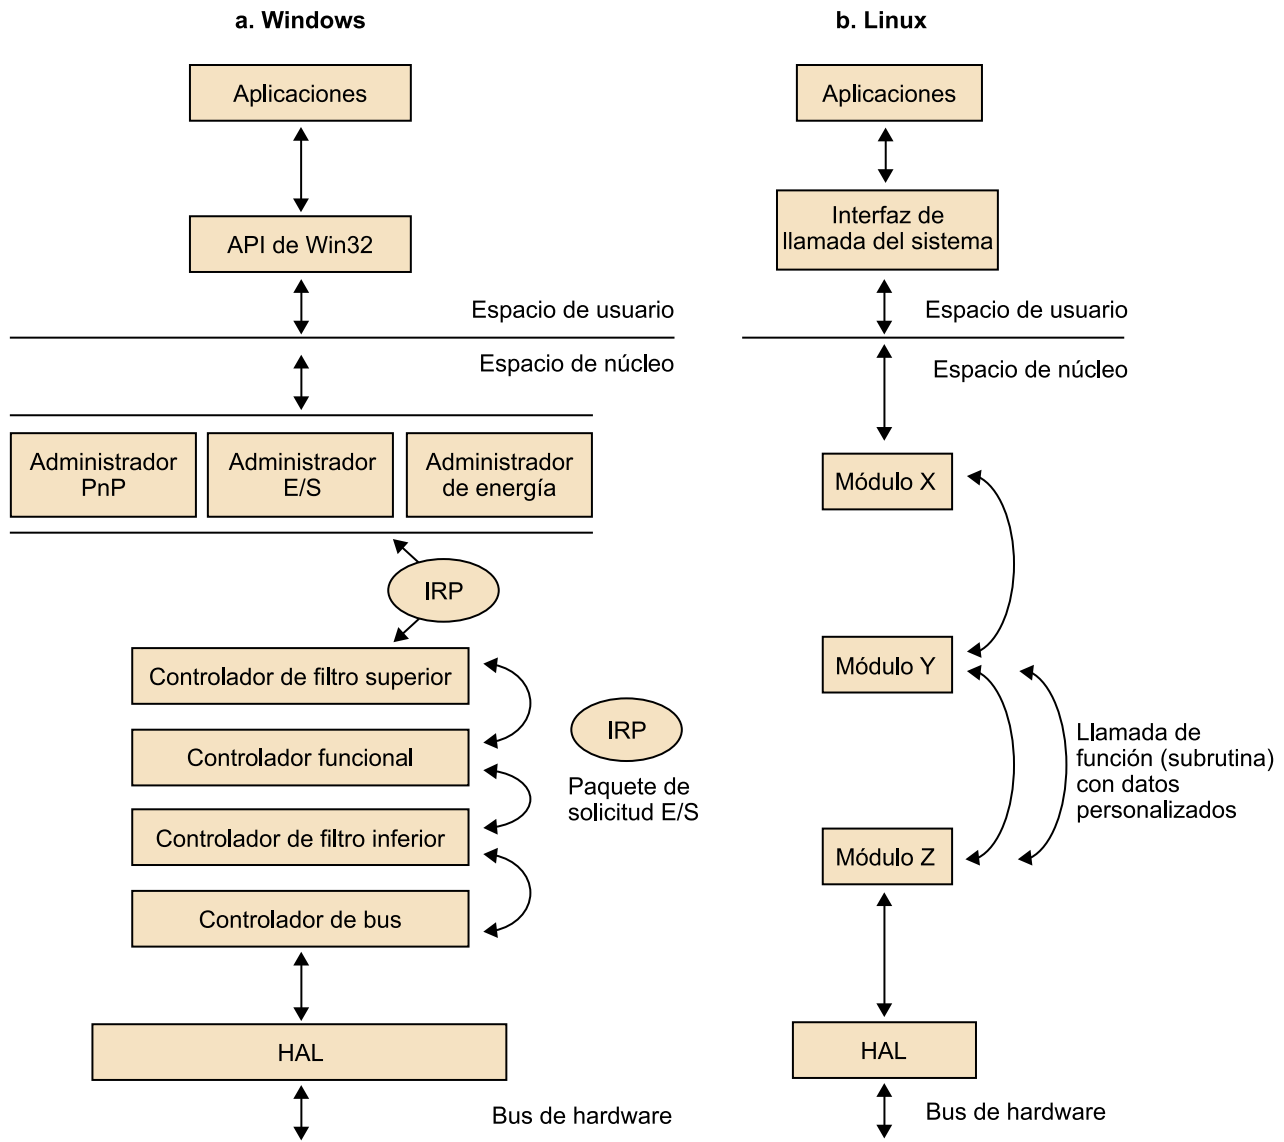 a. Windows
Aplicaciones
API de Win32
Espacio de usuario
Espacio de núcleo
Administrador
PnP
Administrador
E/S
Administrador
de energía
IRP
Controlador de filtro superior
Controlador funcional
Controlador de filtro inferior
Controlador de bus
IRP
Paquete de
solicitud E/S
HAL
Bus de hardware
b. Linux
Aplicaciones
Interfaz de
llamada del sistema
Espacio de usuario
Espacio de núcleo
Módulo X
Módulo Y
Módulo Z
Llamada de
función (subrutina)
con datos
personalizados
HAL
Bus de hardware